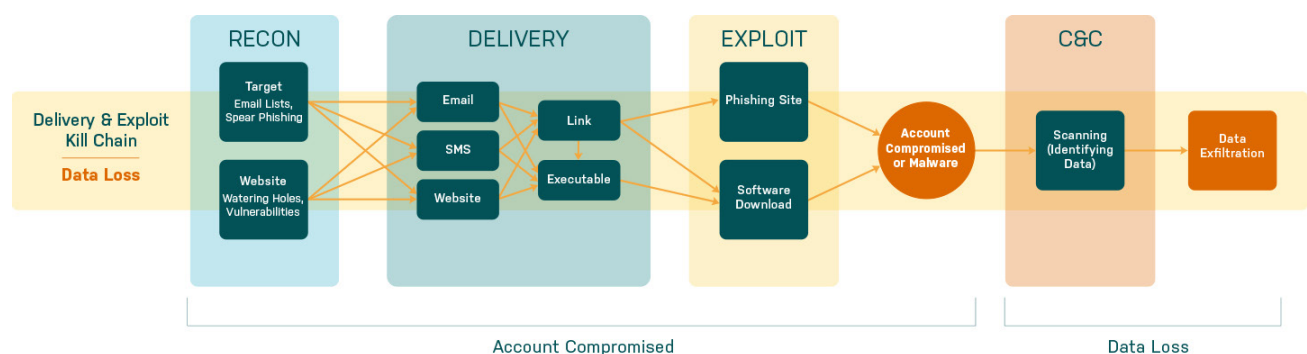 RECON
DELIVERY
EXPLOIT
C&C
Delivery & Exploit
Kill Chain
Data Loss
Target
Email Lists,
Spear Phishing
Website
Watering Holes,
Vulnerabilities
Email
SMS
Website
Link
Executable
Phishing Site
Software
Download
Account
Compromised
or Malware
Scanning
(Identifying
Data)
Data
Exfiltration
Account Compromised
Data Loss